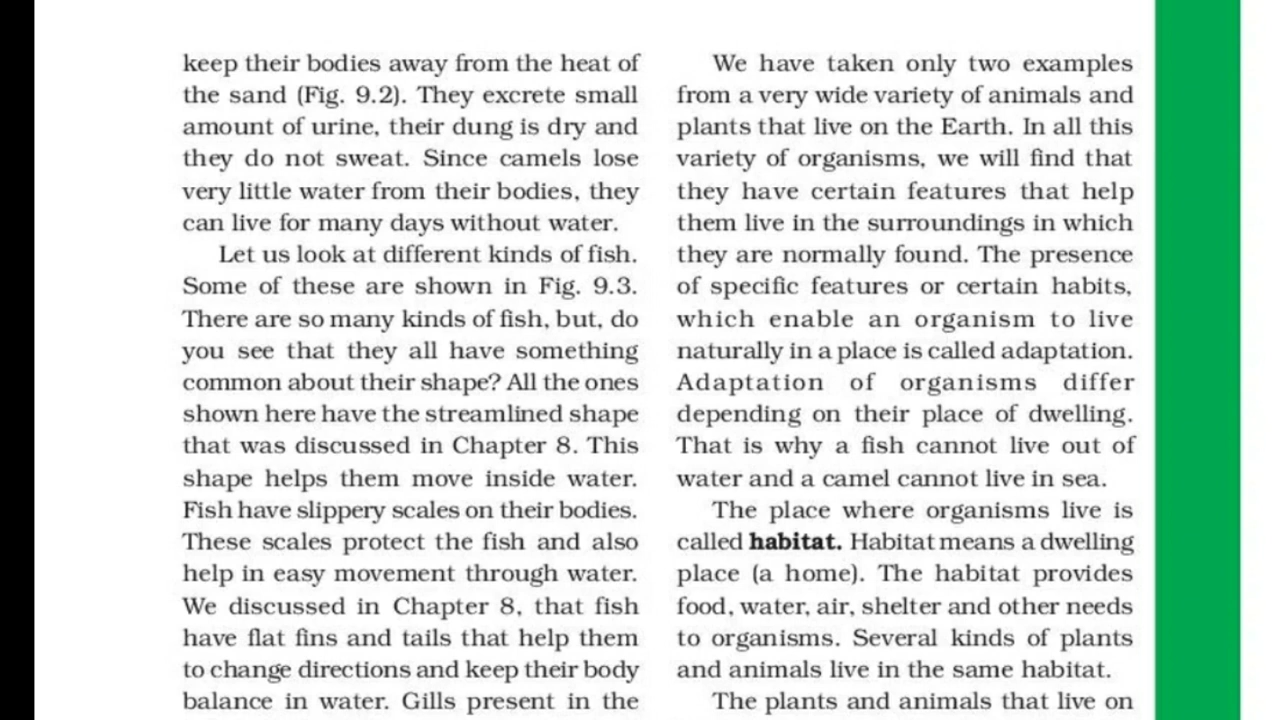 keep their bodies away from the heat of
the sand (Fig. 9.2). They excrete small
amount of urine, their dung is dry and
they do not sweat. Since camels lose
very little water from their bodies, they
can live for many days without water.
Let us look at different kinds of fish.
Some of these are shown in Fig. 9.3.
There are so many kinds of fish, but, do
you see that they all have something
common about their shape? All the ones
shown here have the streamlined shape
that was discussed in Chapter 8. This
shape helps them move inside water.
Fish have slippery scales on their bodies.
These scales protect the fish and also
help in easy movement through water.
We discussed in Chapter 8, that fish
have flat fins and tails that help them
to change directions and keep their body
balance in water. Gills present in the
We have taken only two examples
from a very wide variety of animals and
plants that live on the Earth. In all this
variety of organisms, we will find that
they have certain features that help
them live in the surroundings in which
they are normally found. The presence
of specific features or certain habits,
which enable an organism to live
naturally in a place is called adaptation.
Adaptation of organisms differ
depending on their place of dwelling.
That is why a fish cannot live out of
water and a camel cannot live in sea.
The place where organisms live is
called habitat. Habitat means a dwelling
place (a home). The habitat provides
food, water, air, shelter and other needs
to organisms. Several kinds of plants
and animals live in the same habitat.
The plants and animals that live on